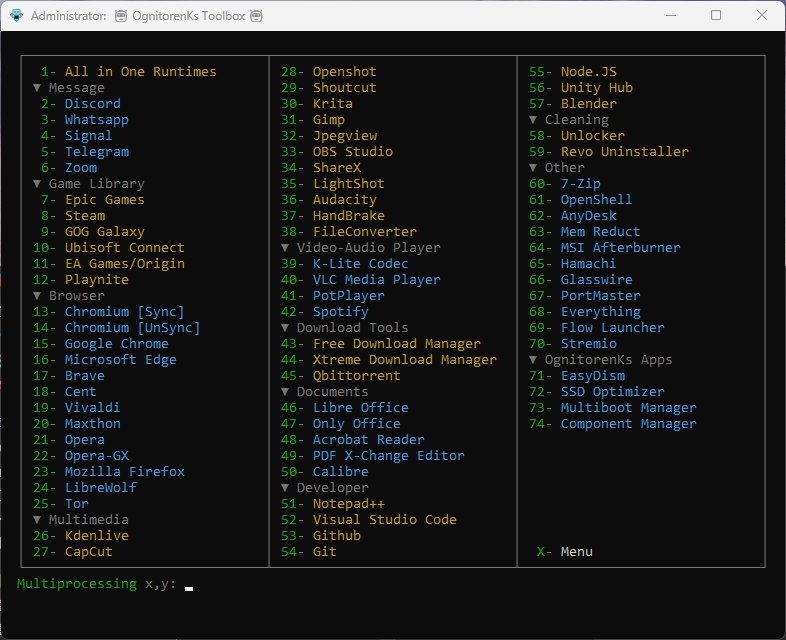 Administrator: OgnitorenKs Toolbox
1- All in One Runtimes
▼ Message
2- Discord
3- Whatsapp
4- Signal
5- Telegram
6- Zoom
▼ Game Library
7- Epic Games
8- Steam
9- GOG Galaxy
10- Ubisoft Connect
11- EA Games/Origin
12- Playnite
▼ Browser
13- Chromium [Sync]
14- Chromium [UnSync]
15- Google Chrome
16- Microsoft Edge
17- Brave
18- Cent
19- Vivaldi
20- Maxthon
21- Opera
22- Opera-GX
23- Mozilla Firefox
24- LibreWolf
25- Tor
▼ Multimedia
26- Kdenlive
27- CapCut
28- Openshot
29- Shoutcut
30- Krita
31- Gimp
32- Jpegview
33- OBS Studio
34- ShareX
35- LightShot
36- Audacity
37- HandBrake
38- FileConverter
▼ Video-Audio Player
39- K-Lite Codec
40- VLC Media Player
41- PotPlayer
42- Spotify
▼ Download Tools
43- Free Download Manager
44- Xtreme Download Manager
45- Qbittorrent
▼ Documents
46- Libre Office
47- Only Office
48- Acrobat Reader
49- PDF X-Change Editor
50- Calibre
▼ Developer
51- Notepad++
52- Visual Studio Code
53- Github
54- Git
55- Node.JS
56- Unity Hub
57- Blender
▼ Cleaning
58- Unlocker
59- Revo Uninstaller
▼ Other
60- 7-Zip
61- OpenShell
62- AnyDesk
63- Mem Reduct
64- MSI Afterburner
65- Hamachi
66- Glasswire
67- PortMaster
68- Everything
69- Flow Launcher
70- Stremio
▼ OgnitorenKs Apps
71- EasyDism
72- SSD Optimizer
73- Multiboot Manager
74- Component Manager
X- Menu
Multiprocessing x,y: